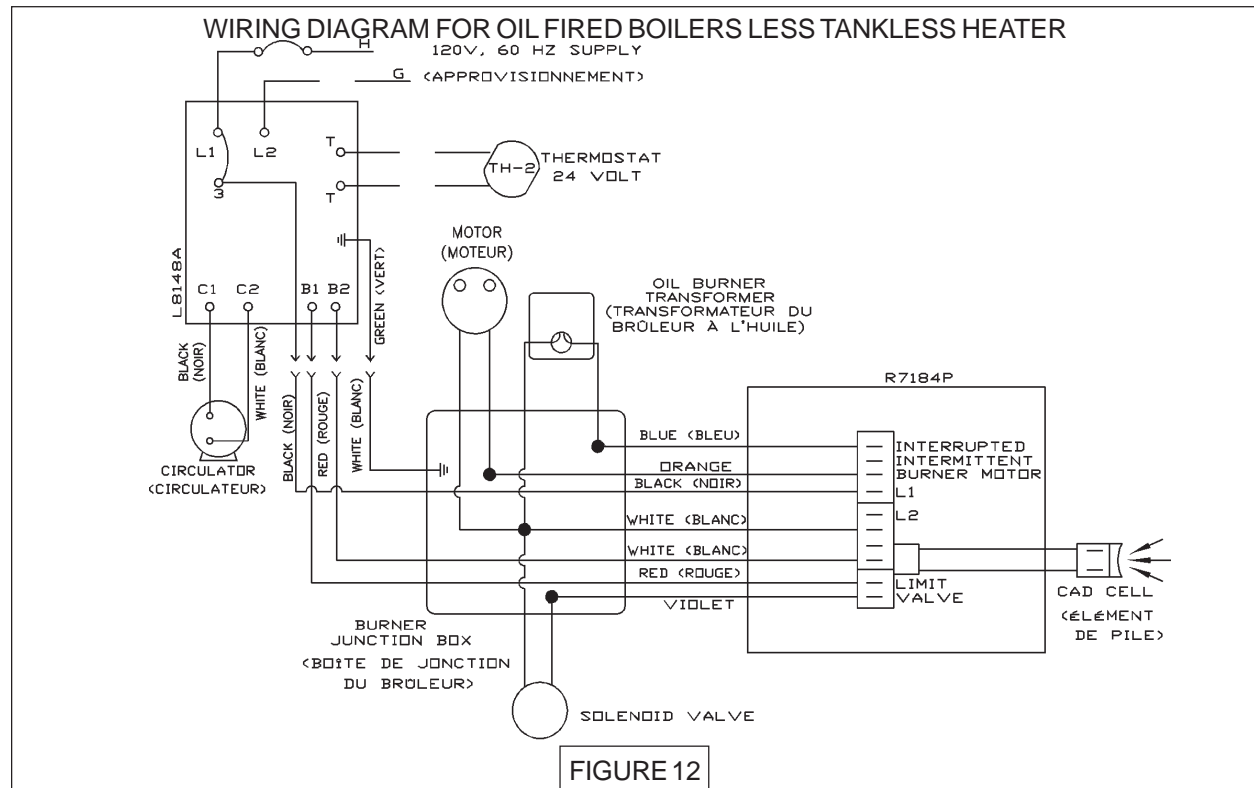 WIRING DIAGRAM FOR OIL FIRED BOILERS LESS TANKLESS HEATER
H
120V, 60 HZ SUPPLY
G (APPROVISIONNEMENT)
L1
L2
T
3
T
TH-2
THERMOSTAT
24 VOLT
L8148A
C1
C2
B1
B2
GREEN (VERT)
MOTOR
(MOTEUR)
OIL BURNER
TRANSFORMER
(TRANSFORMATEUR DU
BRÛLEUR À L'HUILE)
BLACK
(NOIR)
WHITE (BLANC)
BLACK (NOIR)
RED (ROUGE)
WHITE (BLANC)
CIRCULATOR
(CIRCULATEUR)
R7184P
BLUE (BLEU)
ORANGE
BLACK (NOIR)
WHITE (BLANC)
WHITE (BLANC)
RED (ROUGE)
VIOLET
INTERRUPTED
INTERMITTENT
BURNER MOTOR
L1
L2
LIMIT
VALVE
CAD CELL
(ÉLÉMENT
DE PILE)
BURNER
JUNCTION BOX
(BOÎTE DE JONCTION
DU BRÛLEUR)
SOLENOID VALVE
FIGURE 12